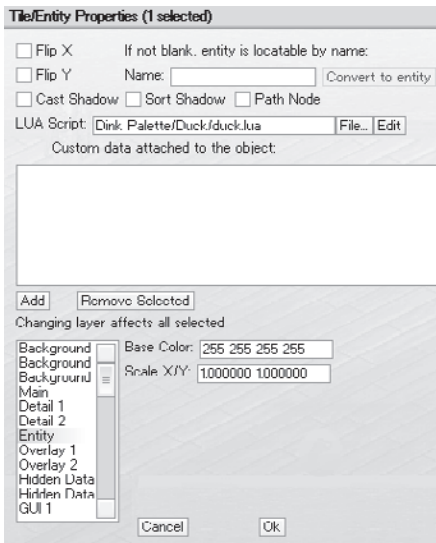 Tile/Entity Properties (1 selected)
Flip X If not blank. entity is locatable by name:
Flip Y Name: Convert to entity
Cast Shadow Sort Shadow Path Node
LUA Script: Dink Palette/Duck/duck.lua File... Edit
Custom data attached to the object:
Add Remove Selected
Changing layer affects all selected
Background Base Color: 255 255 255 255
Background
Background Scale X/Y: 1.000000 1.000000
Main
Detail 1
Detail 2
Entity
Overlay 1
Overlay 2
Hidden Data
Hidden Data
GUI 1
Cancel Ok